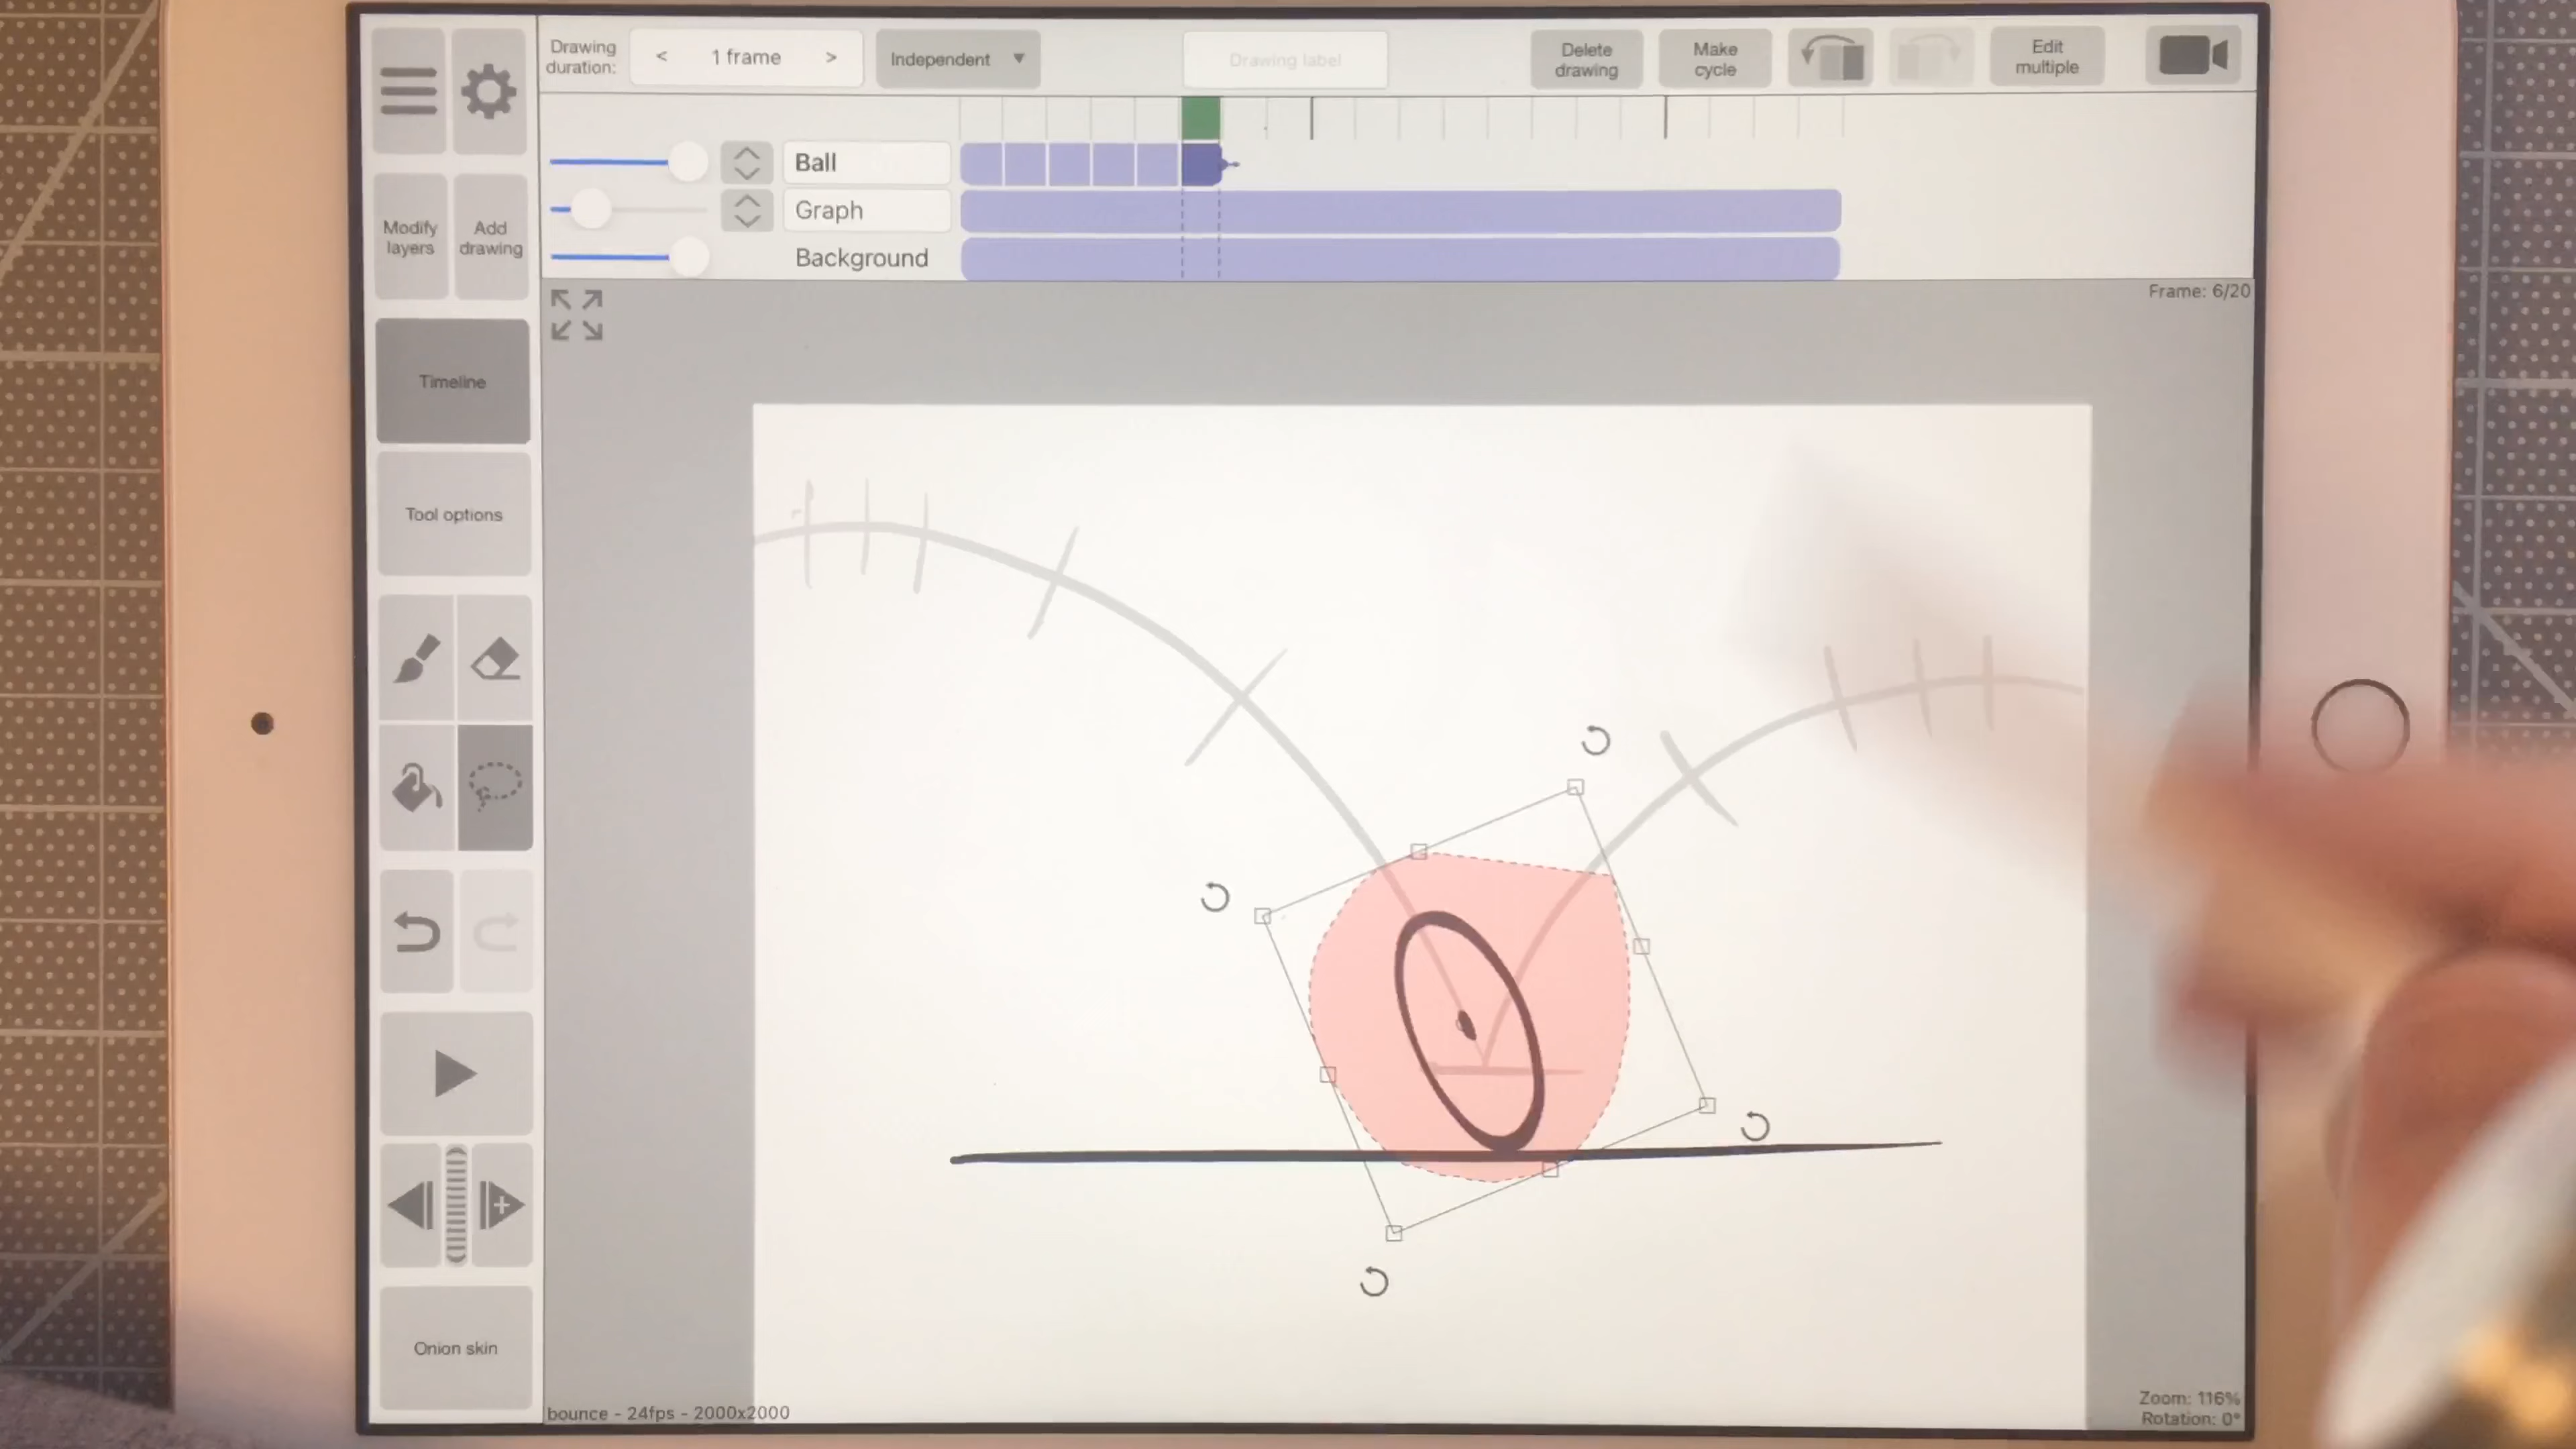 Drawing
duration:
< 1 frame >
Independent
Drawing label
Delete
drawing
Make
cycle
Edit
multiple
Ball
Graph
Background
Modify
layers
Add
drawing
Frame: 6/20
Timeline
Tool options
Onion skin
bounce - 24fps - 2000x2000
Zoom: 116%
Rotation: 0°